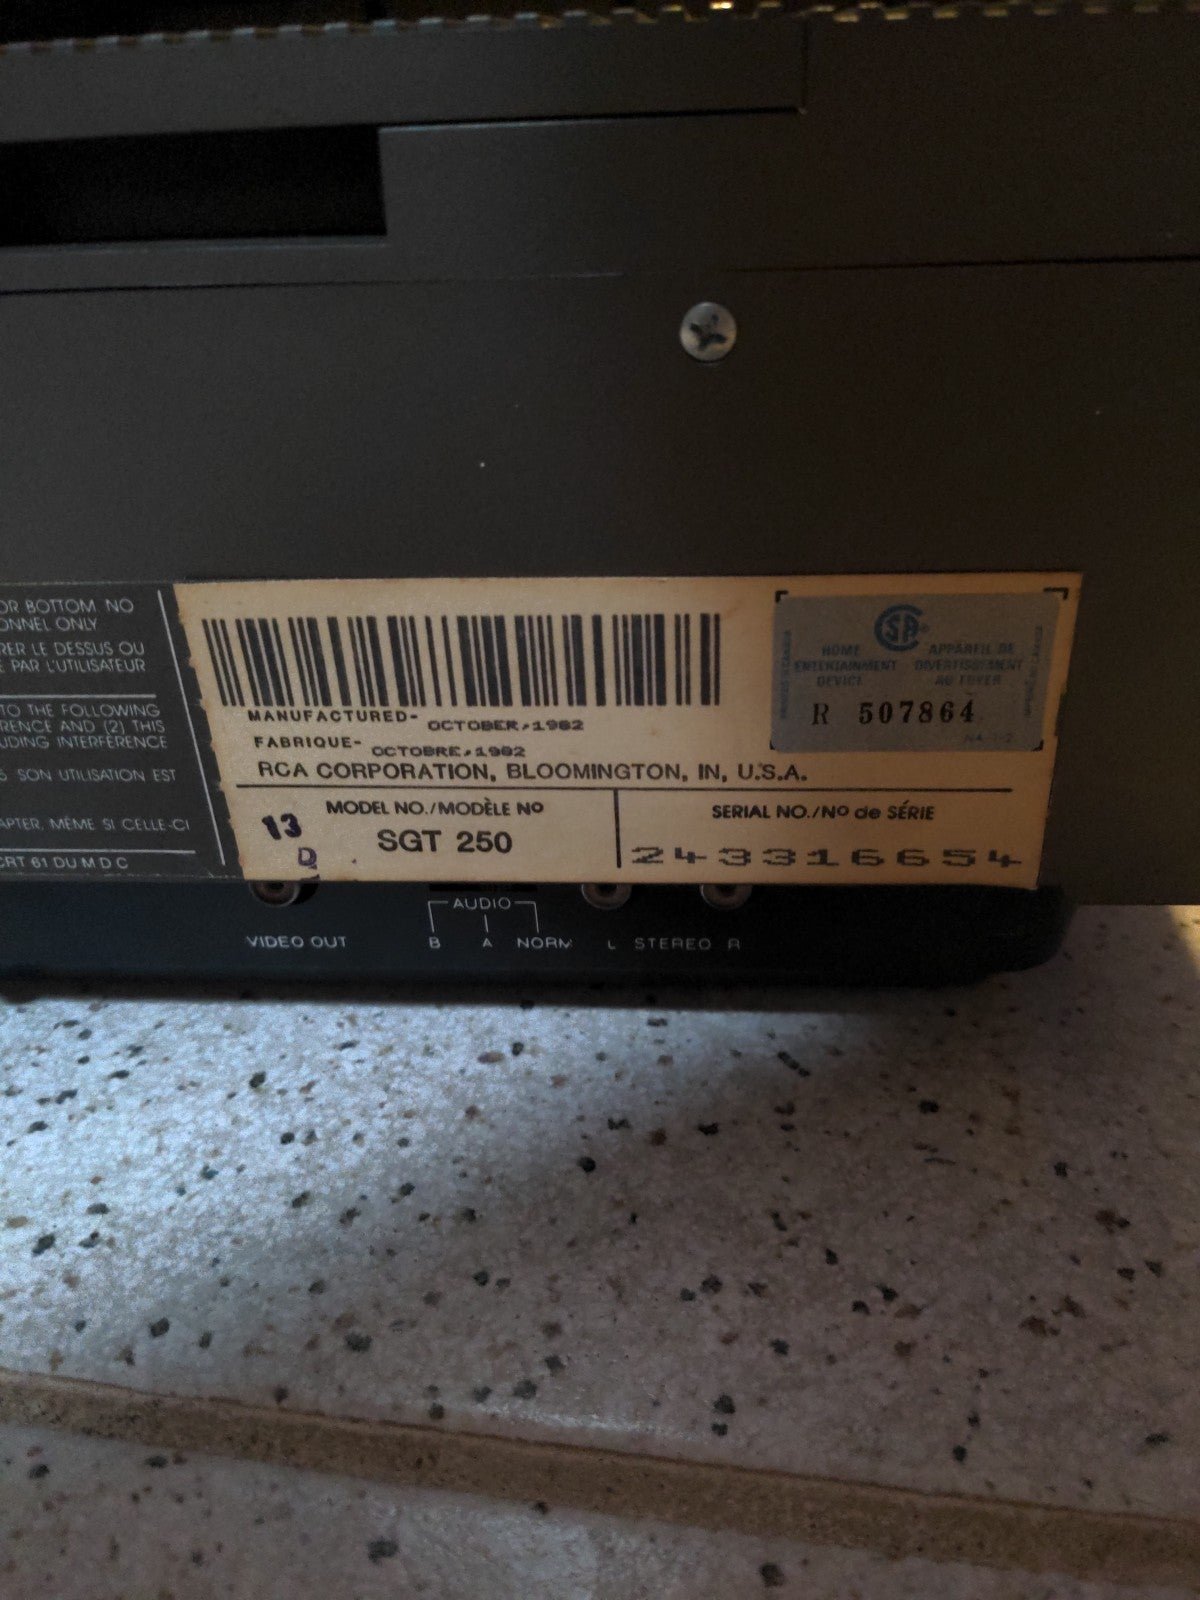 OR BOTTOM. NO
ONNEL ONLY
RER LE DESSUS OU
E PAR L'UTILISATEUR
TO THE FOLLOWING
RENCE AND (2) THIS
UDING INTERFERENCE
SON UTILISATION EST
APTER, MÊME SI CELLE-CI
CRT 61 DU M D C
MANUFACTURED- OCTOBER,1982
FABRIQUE- OCTOBRE,1982
RCA CORPORATION, BLOOMINGTON, IN, U.S.A.
MODEL NO./MODÈLE NO
SGT 250
13
D
SERIAL NO./NO de SÉRIE
243316654
HOME
ENTERTAINMENT
DEVICE
APPAREIL DE
DIVERTISSEMENT
AU FOYER
R 507864
VIDEO OUT
AUDIO
B A NORM
L STEREO R